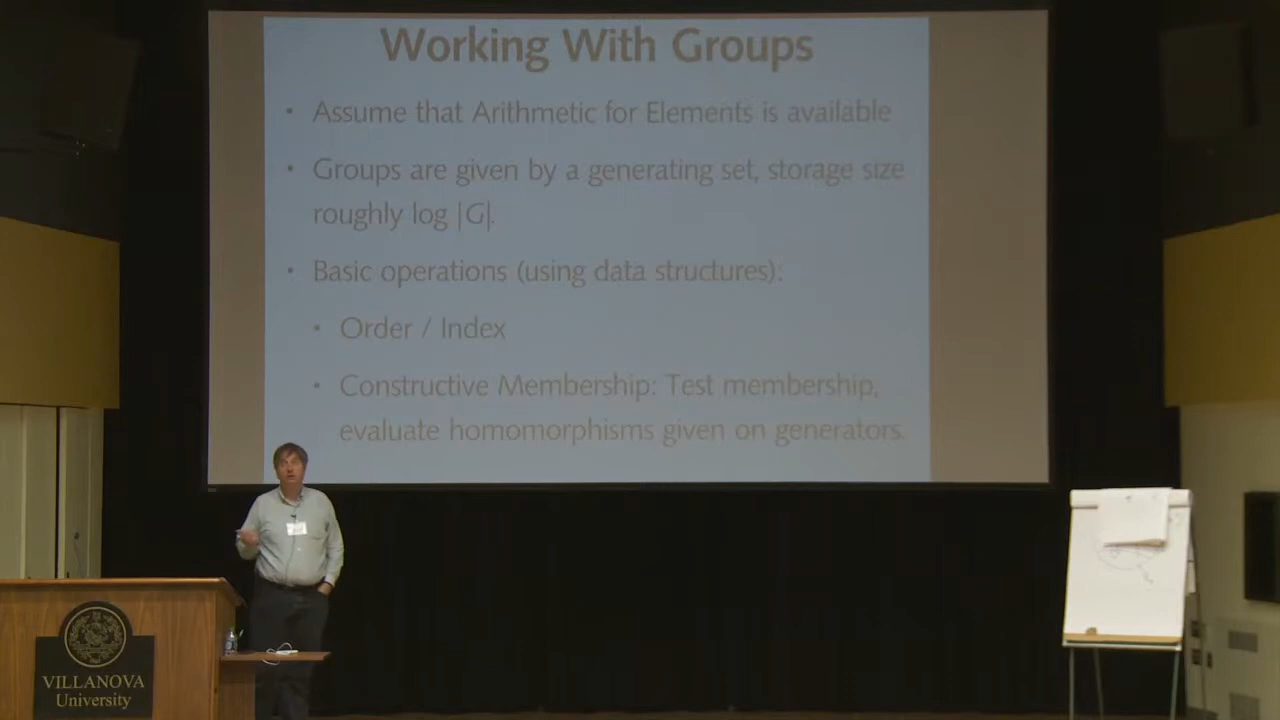 Working With Groups
• Assume that Arithmetic for Elements is available
• Groups are given by a generating set, storage size
roughly log |G|.
• Basic operations (using data structures):
• Order / Index
• Constructive Membership: Test membership,
evaluate homomorphisms given on generators.
VILLANOVA
University